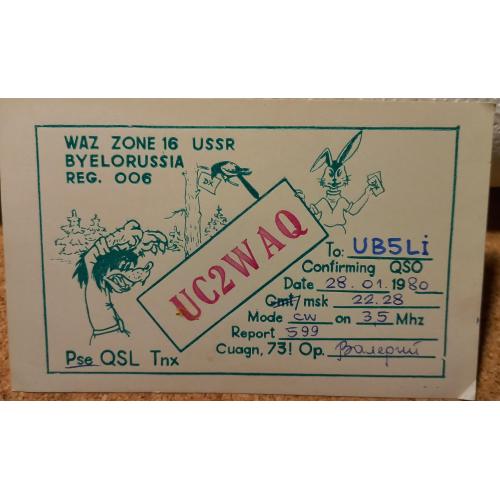 WAZ ZONE 16 USSR
BYELORUSSIA
REG. 006
UC2WAQ
To: UB5Li
Confirming QSO
Date 28.01.1980
Gmt/msk 22.28
Mode cw on 3,5 Mhz
Report 599
Cuagn, 73! Op. Валерий
Pse QSL Tnx